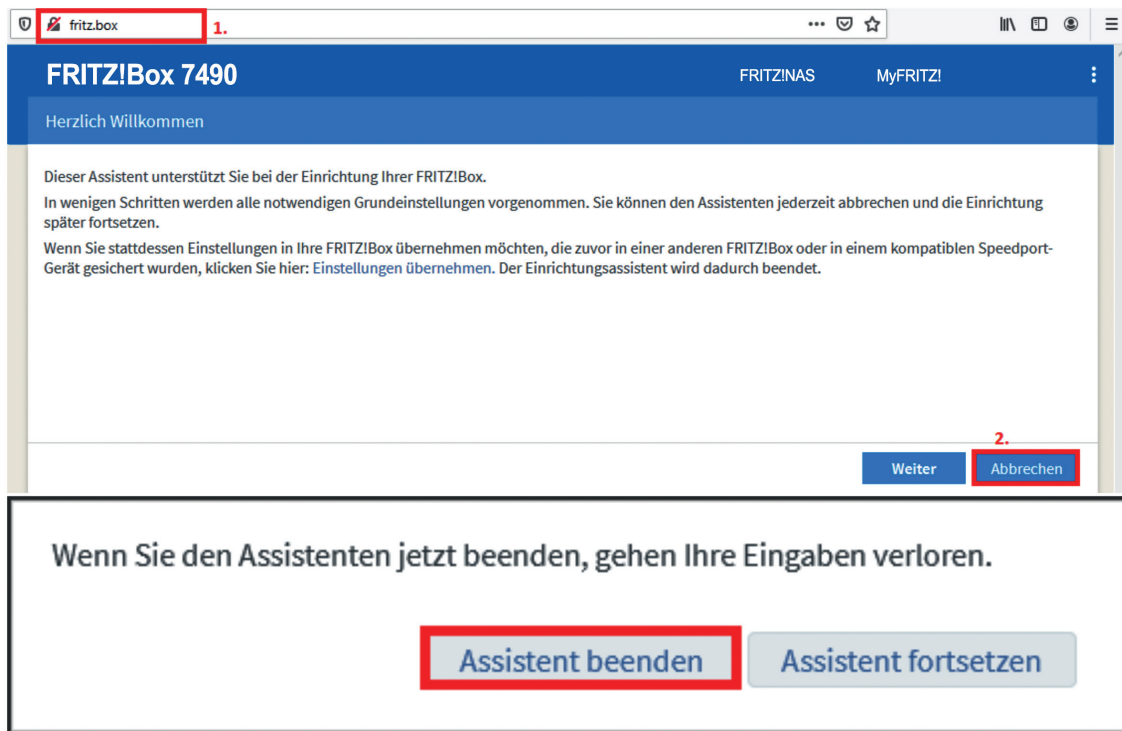 fritz.box
1.
FRITZ!Box 7490
FRITZ!NAS
MyFRITZ!
Herzlich Willkommen
Dieser Assistent unterstützt Sie bei der Einrichtung Ihrer FRITZ!Box.
In wenigen Schritten werden alle notwendigen Grundeinstellungen vorgenommen. Sie können den Assistenten jederzeit abbrechen und die Einrichtung
später fortsetzen.
Wenn Sie stattdessen Einstellungen in Ihre FRITZ!Box übernehmen möchten, die zuvor in einer anderen FRITZ!Box oder in einem kompatiblen Speedport-
Gerät gesichert wurden, klicken Sie hier: Einstellungen übernehmen. Der Einrichtungsassistent wird dadurch beendet.
2.
Weiter
Abbrechen
Wenn Sie den Assistenten jetzt beenden, gehen Ihre Eingaben verloren.
Assistent beenden
Assistent fortsetzen